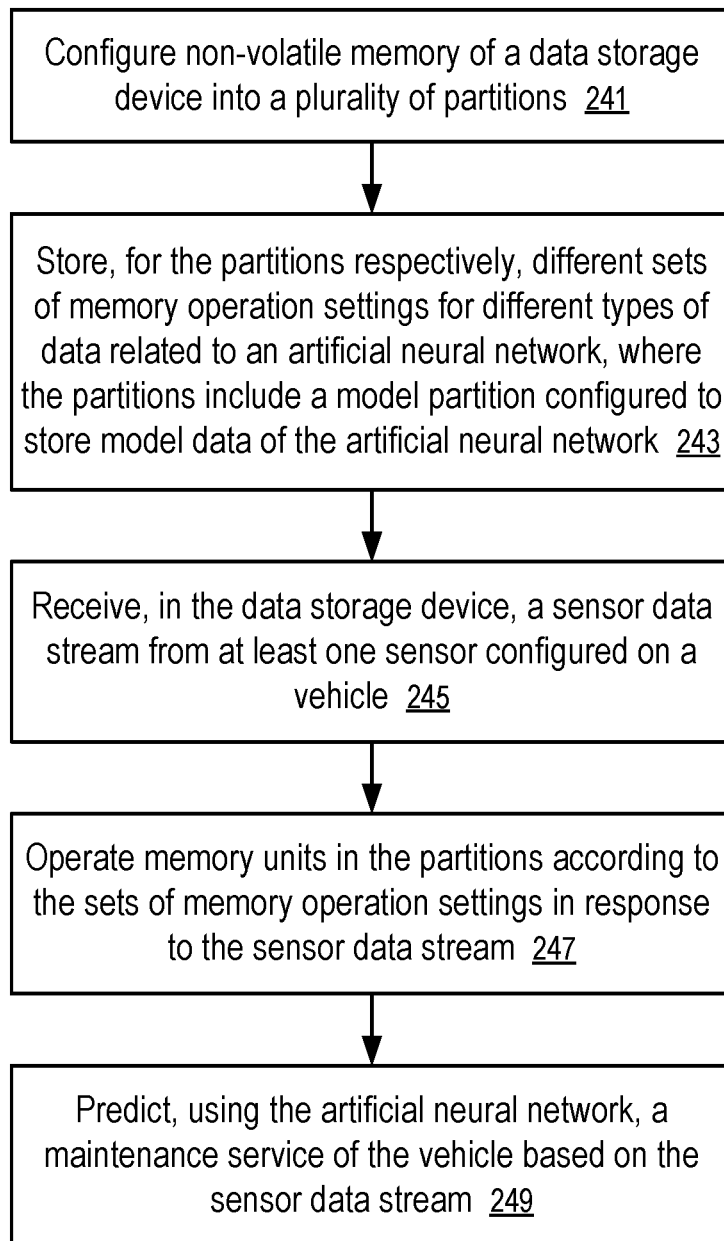 Configure non-volatile memory of a data storage
device into a plurality of partitions 241
Store, for the partitions respectively, different sets
of memory operation settings for different types of
data related to an artificial neural network, where
the partitions include a model partition configured to
store model data of the artificial neural network 243
Receive, in the data storage device, a sensor data
stream from at least one sensor configured on a
vehicle 245
Operate memory units in the partitions according to
the sets of memory operation settings in response
to the sensor data stream 247
Predict, using the artificial neural network, a
maintenance service of the vehicle based on the
sensor data stream 249